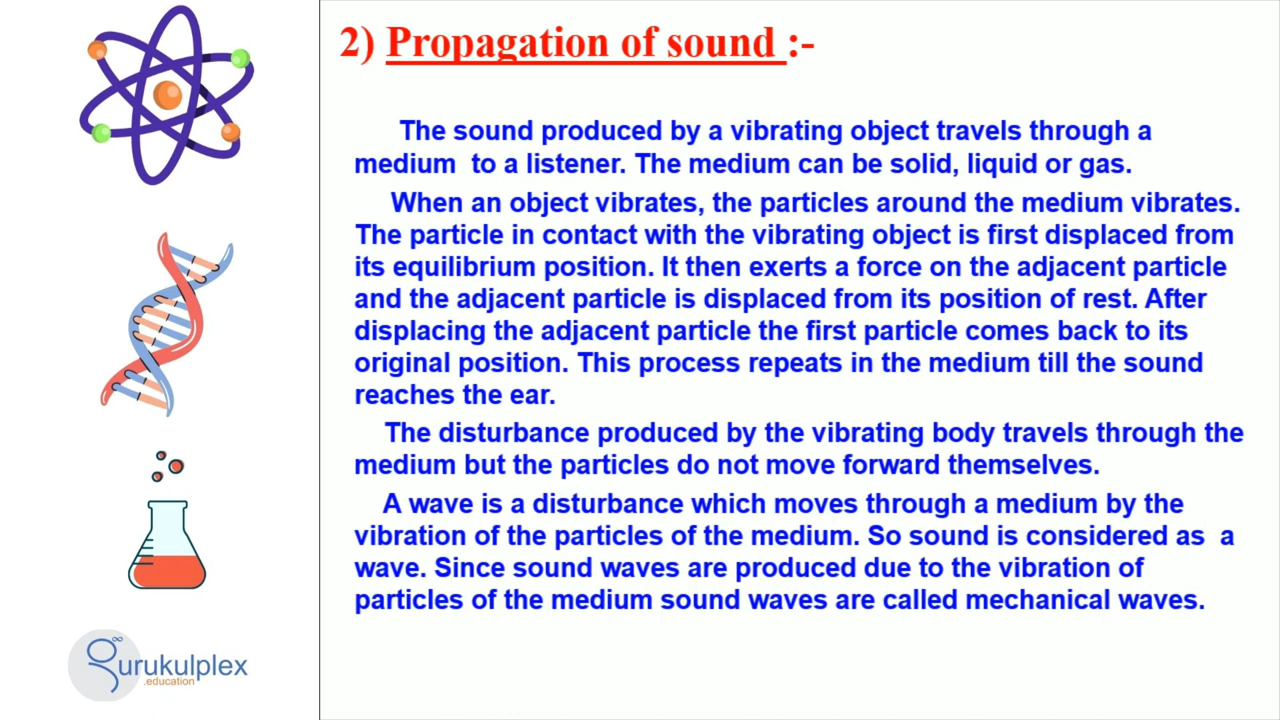 2) Propagation of sound :-
The sound produced by a vibrating object travels through a
medium to a listener. The medium can be solid, liquid or gas.
When an object vibrates, the particles around the medium vibrates.
The particle in contact with the vibrating object is first displaced from
its equilibrium position. It then exerts a force on the adjacent particle
and the adjacent particle is displaced from its position of rest. After
displacing the adjacent particle the first particle comes back to its
original position. This process repeats in the medium till the sound
reaches the ear.
The disturbance produced by the vibrating body travels through the
medium but the particles do not move forward themselves.
A wave is a disturbance which moves through a medium by the
vibration of the particles of the medium. So sound is considered as a
wave. Since sound waves are produced due to the vibration of
particles of the medium sound waves are called mechanical waves.
gurukulplex
.education